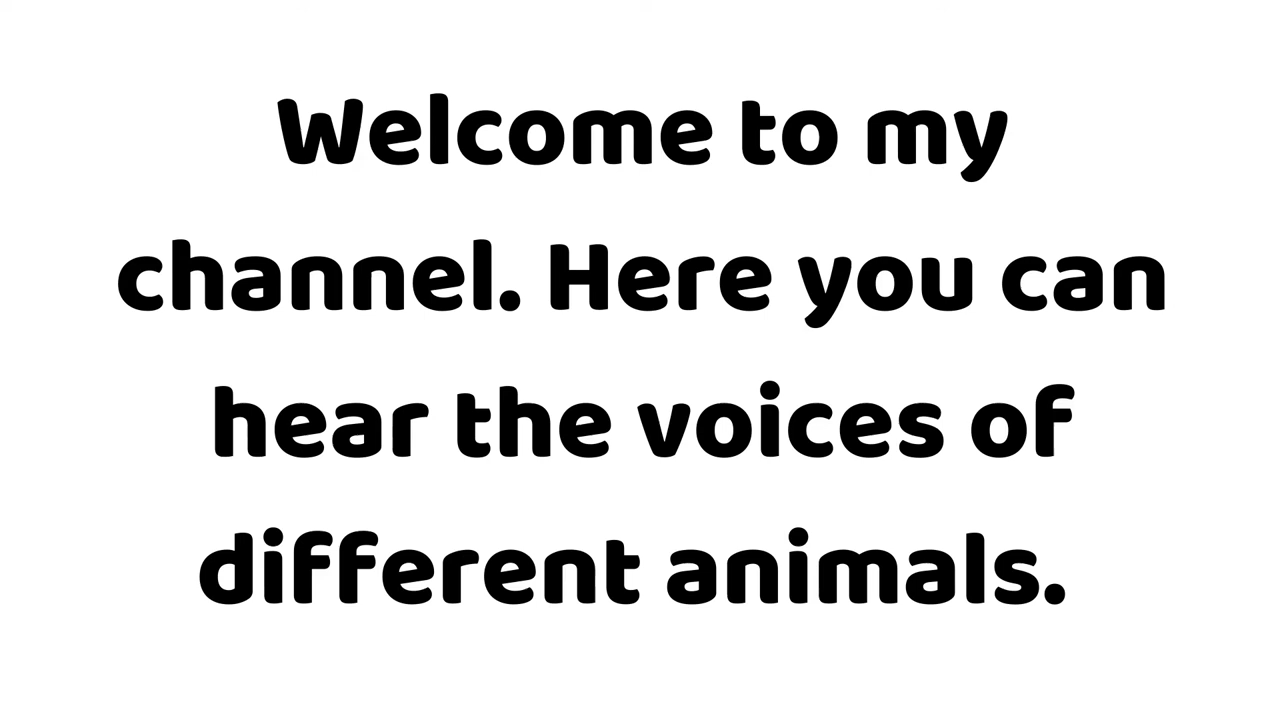 Welcome to my
channel. Here you can
hear the voices of
different animals.